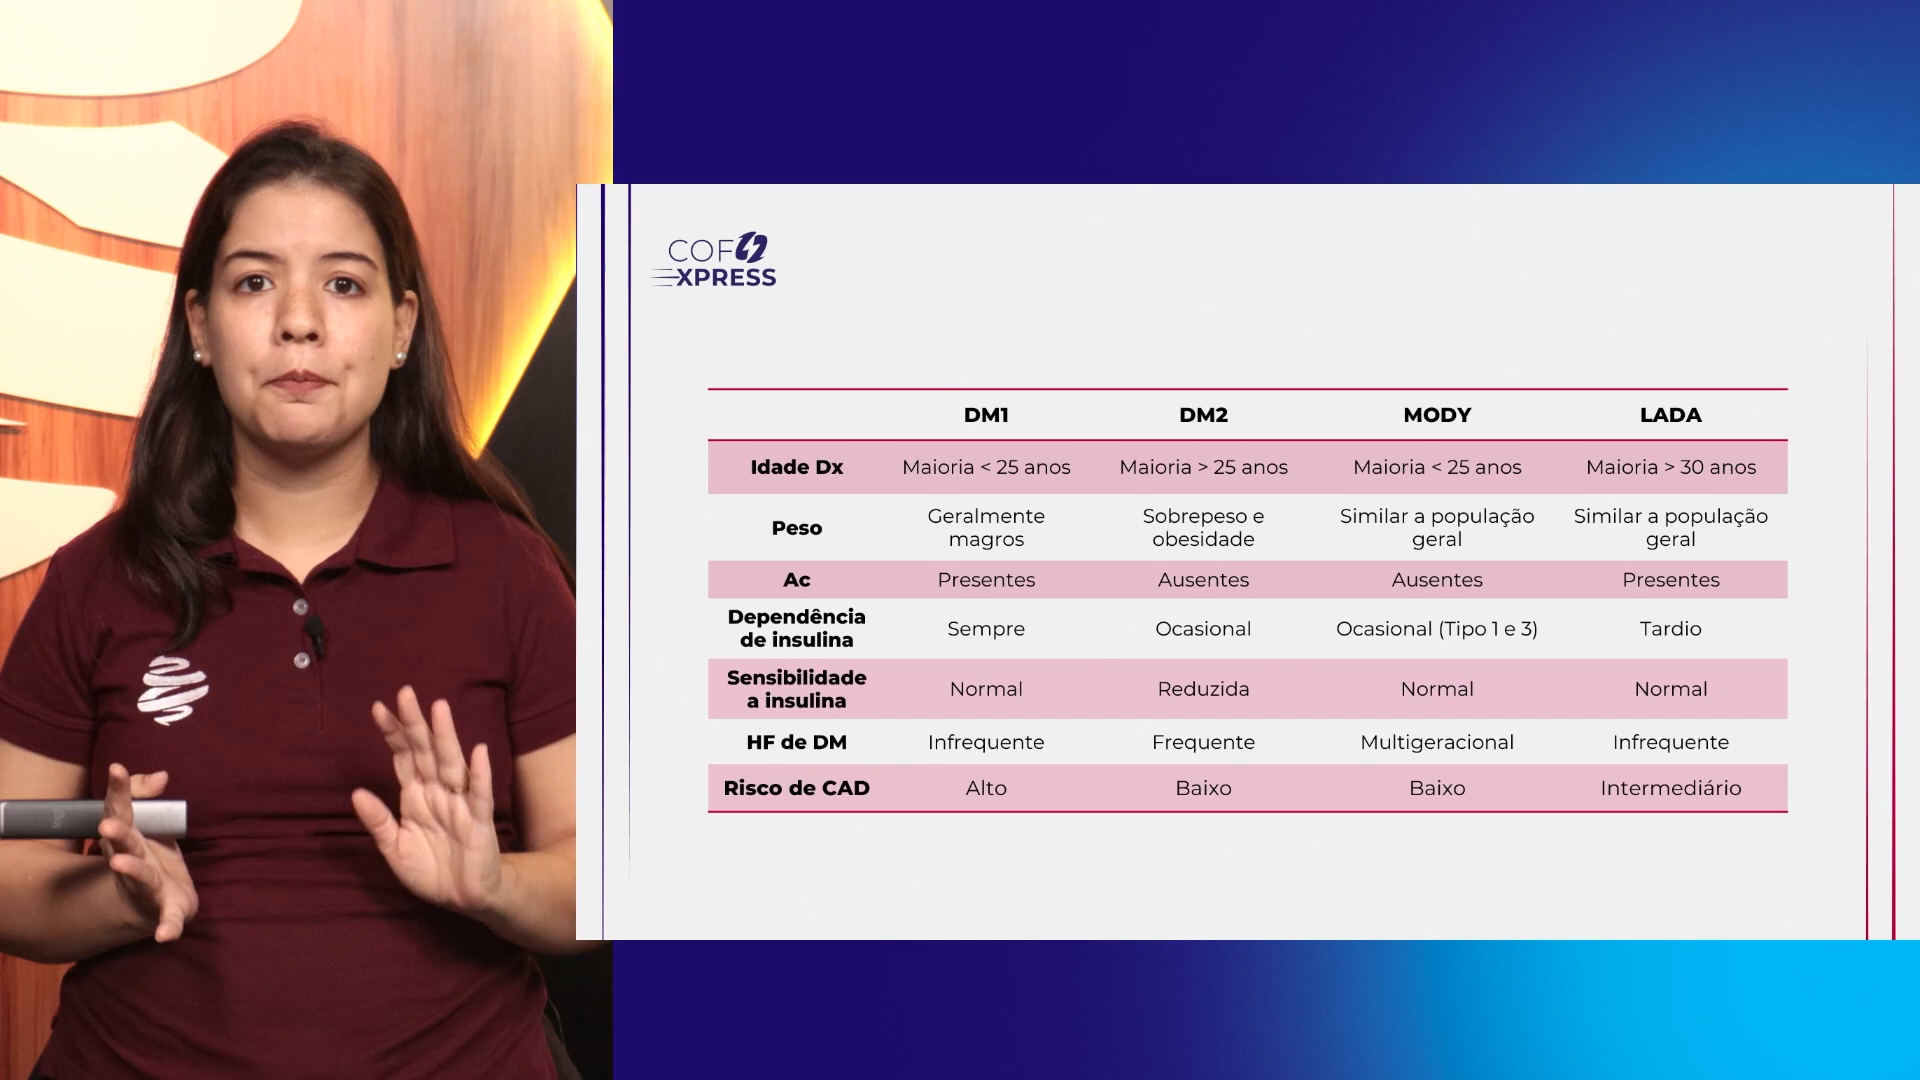 COF
XPRESS
DM1 DM2 MODY LADA
Idade Dx Maioria < 25 anos Maioria > 25 anos Maioria < 25 anos Maioria > 30 anos
Peso Geralmente magros Sobrepeso e obesidade Similar a população geral Similar a população geral
Ac Presentes Ausentes Ausentes Presentes
Dependência de insulina Sempre Ocasional Ocasional (Tipo 1 e 3) Tardio
Sensibilidade a insulina Normal Reduzida Normal Normal
HF de DM Infrequente Frequente Multigeracional Infrequente
Risco de CAD Alto Baixo Baixo Intermediário
logi